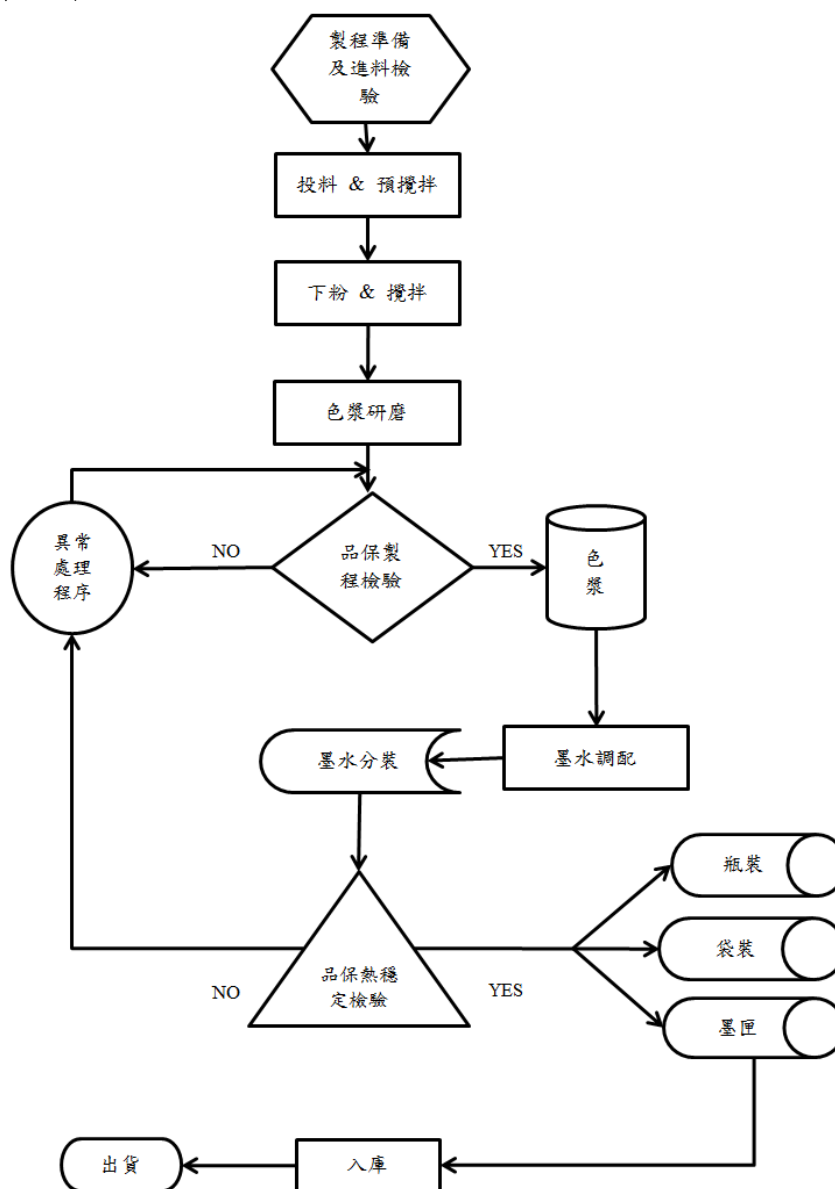 製程準備
及進料檢
驗
投料 & 預攪拌
下粉 & 攪拌
色漿研磨
異常
處理
程序
NO
品保製
程檢驗
YES
色
漿
墨水分裝
墨水調配
瓶裝
袋裝
墨匣
品保熱穩
定檢驗
NO
YES
出貨
入庫